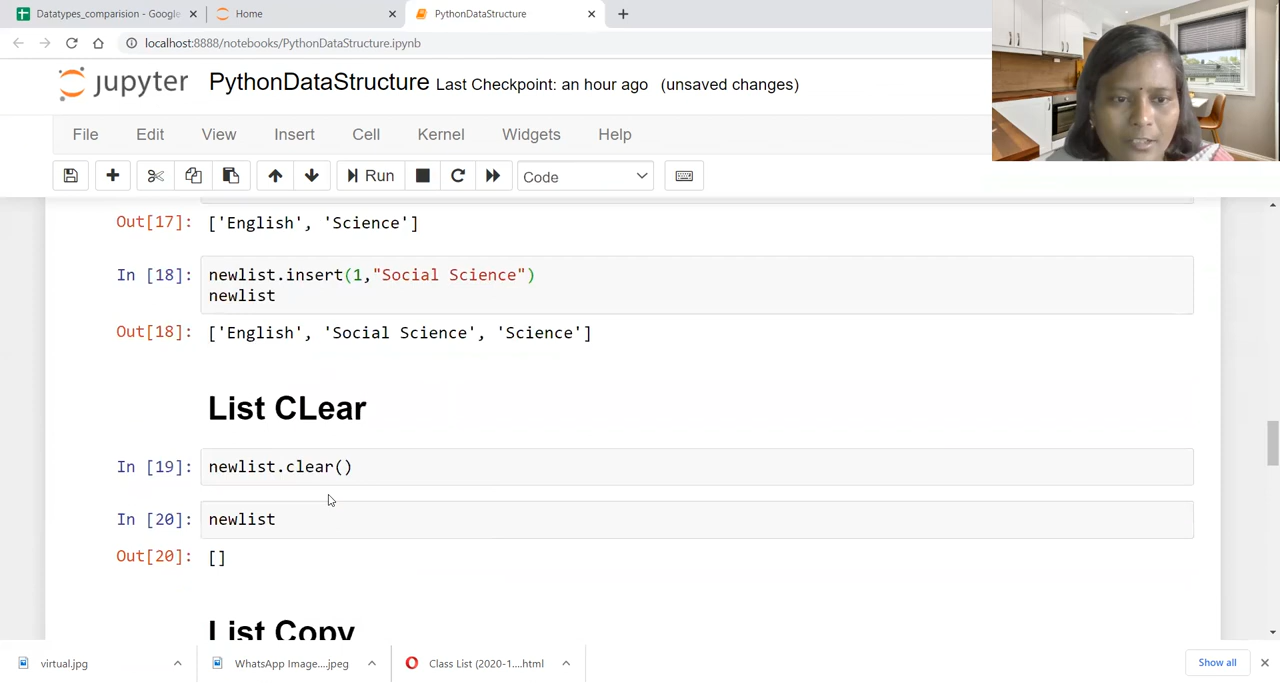 Datatypes_comparision - Google
Home
PythonDataStructure
localhost:8888/notebooks/PythonDataStructure.ipynb
jupyter PythonDataStructure Last Checkpoint: an hour ago (unsaved changes)
File Edit View Insert Cell Kernel Widgets Help
Run Code
Out[17]: ['English', 'Science']
In [18]: newlist.insert(1,"Social Science")
newlist
Out[18]: ['English', 'Social Science', 'Science']
List CLear
In [19]: newlist.clear()
In [20]: newlist
Out[20]: []
List Copy
virtual.jpg WhatsApp Image....jpeg Class List (2020-1....html Show all